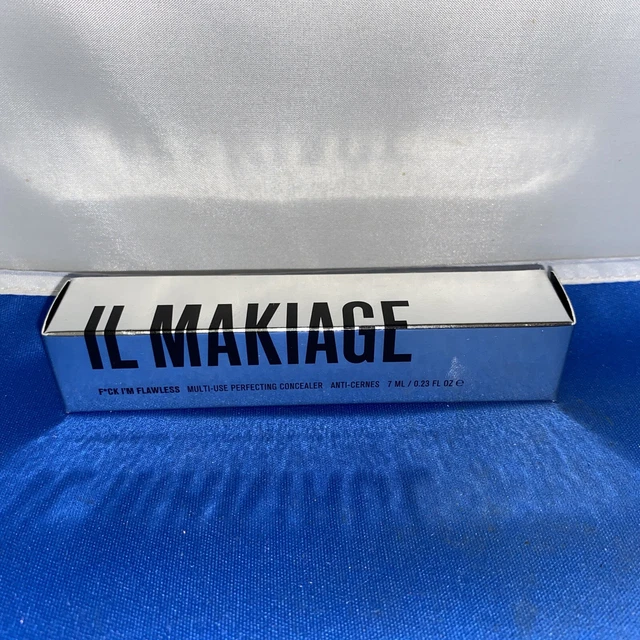 IL MAKIAGE
F*CK I'M FLAWLESS MULTI-USE PERFECTING CONCEALER ANTI-CERNES 7 ML / 0.23 FL OZ ℮